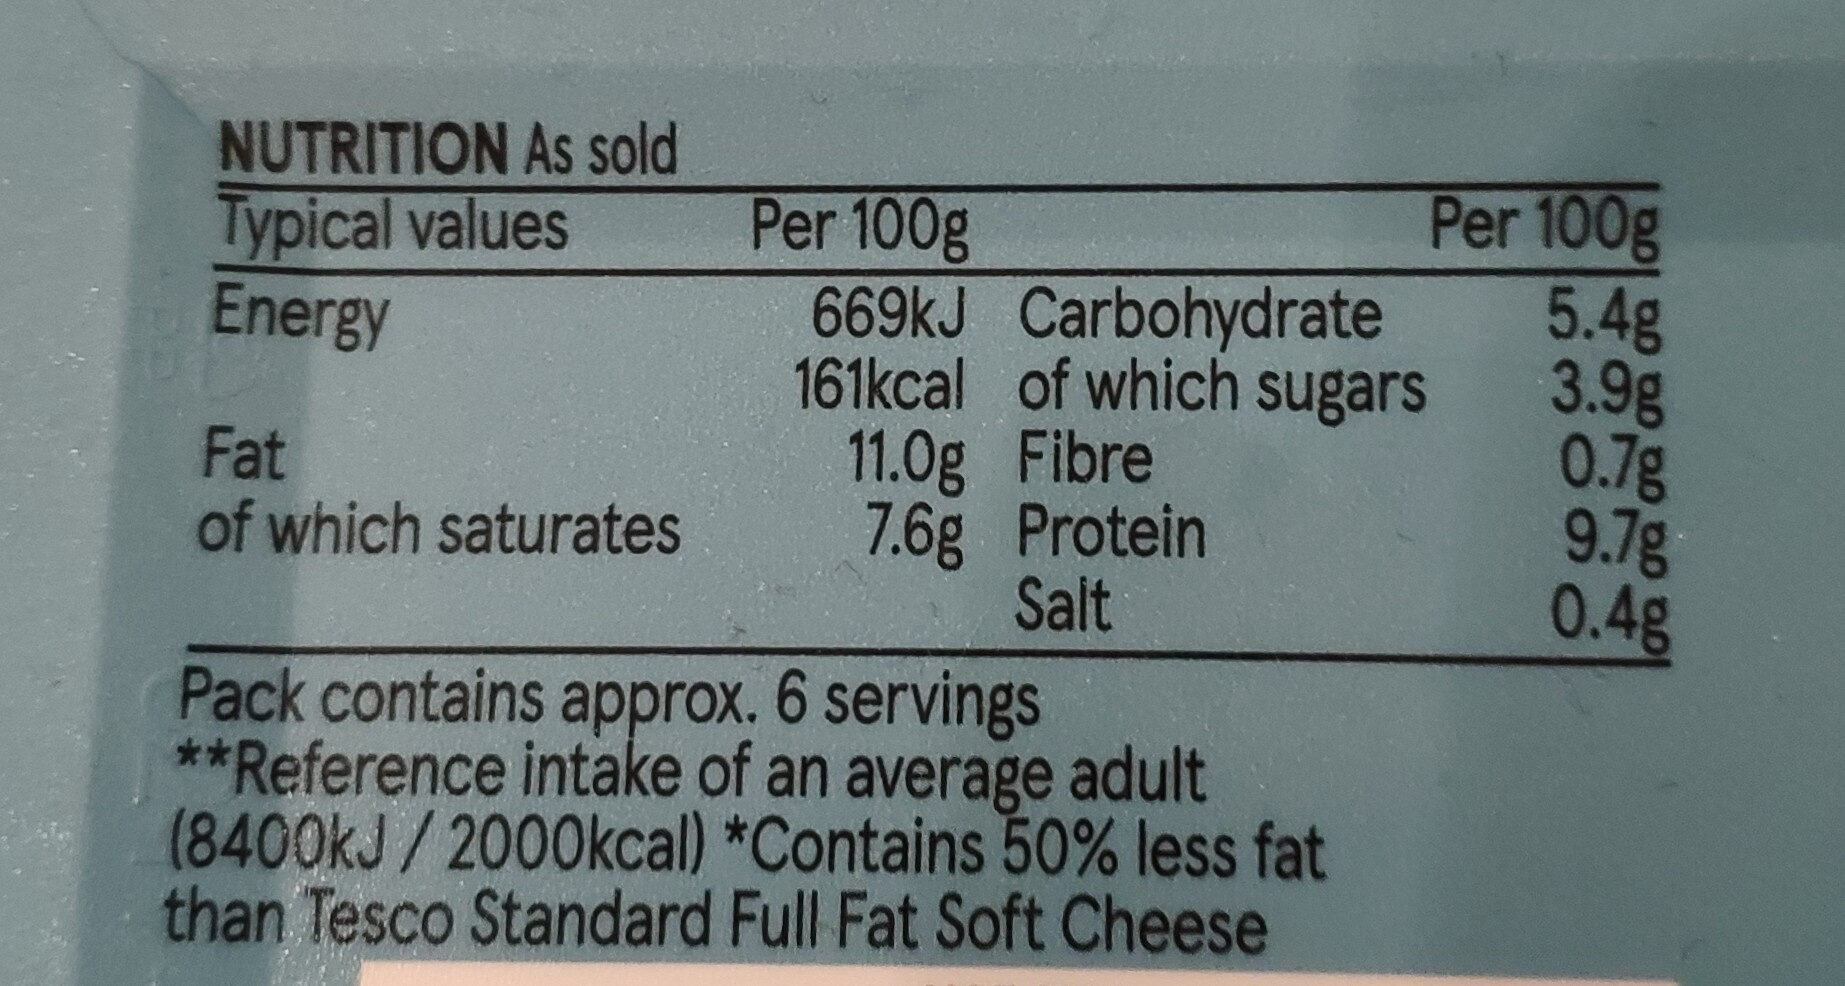 NUTRITION As sold
Typical values Per 100g Per 100g
Energy 669kJ Carbohydrate 5.4g
161kcal of which sugars 3.9g
Fat 11.0g Fibre 0.7g
of which saturates 7.6g Protein 9.7g
Salt 0.4g
Pack contains approx. 6 servings
**Reference intake of an average adult
(8400kJ / 2000kcal) *Contains 50% less fat
than Tesco Standard Full Fat Soft Cheese